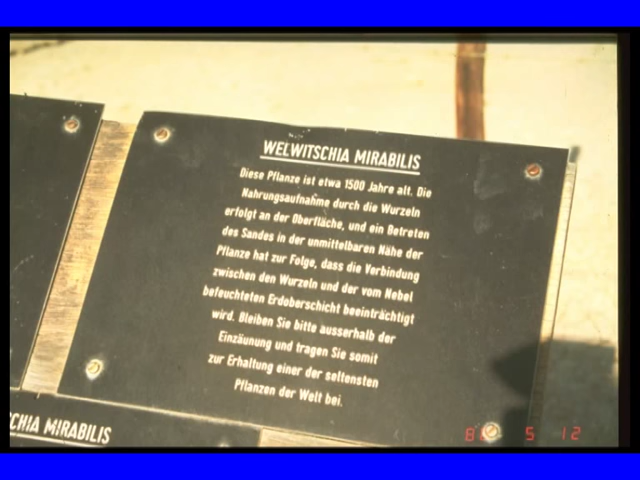 WELWITSCHIA MIRABILIS
Diese Pflanze ist etwa 1500 Jahre alt. Die
Nahrungsaufnahme durch die Wurzeln
erfolgt an der Oberfläche, und ein Betreten
des Sandes in der unmittelbaren Nähe der
Pflanze hat zur Folge, dass die Verbindung
zwischen den Wurzeln und der vom Nebel
befeuchteten Erdoberschicht beeinträchtigt
wird. Bleiben Sie bitte ausserhalb der
Einzäunung und tragen Sie somit
zur Erhaltung einer der seltensten
Pflanzen der Welt bei.
CHIA MIRABILIS
5 12